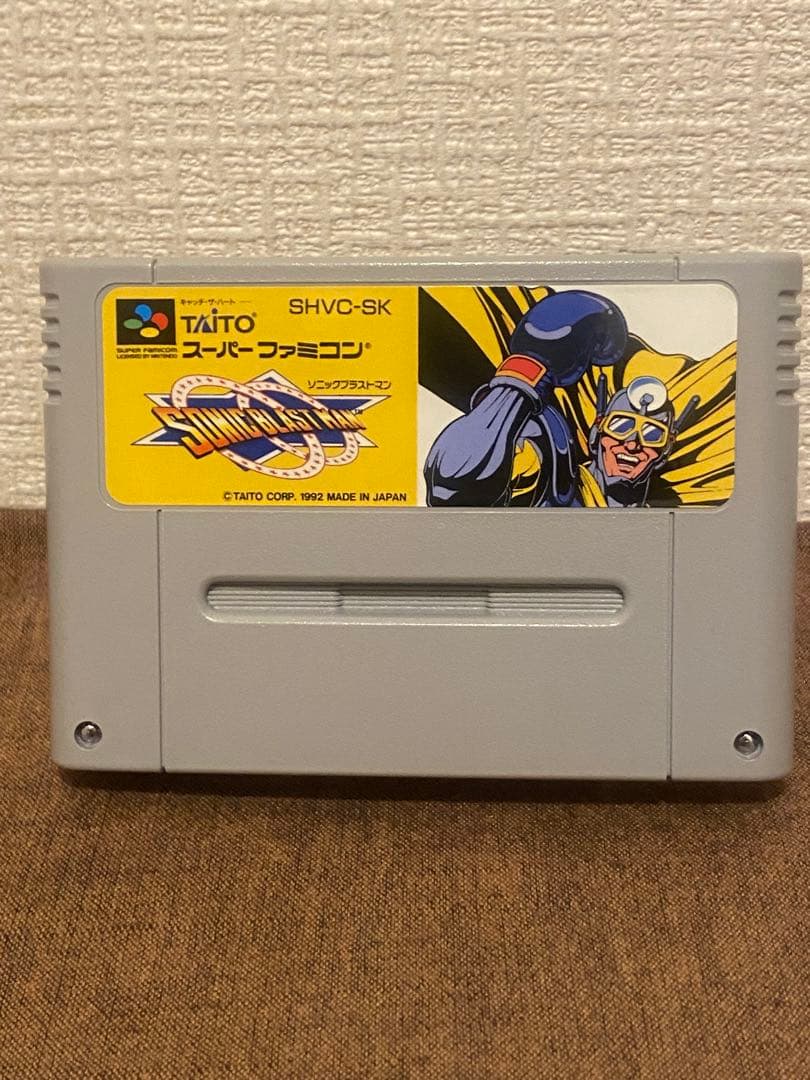 キャッチ・ザ・ハート
TAITO®
SHVC-SK
SUPER FAMICOM
LICENSED BY NINTENDO
スーパーファミコン®
ソニックブラストマン
SONIC BLAST MAN™
©TAITO CORP. 1992 MADE IN JAPAN